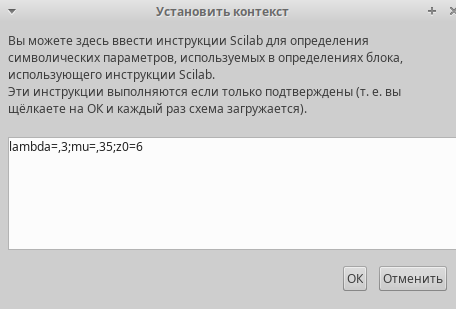 Установить контекст
Вы можете здесь ввести инструкции Scilab для определения
символических параметров, используемых в определениях блока,
использующего инструкции Scilab.
Эти инструкции выполняются если только подтверждены (т. е. вы
щёлкаете на ОК и каждый раз схема загружается).
lambda=,3;mu=,35;z0=6
ОК
Отменить